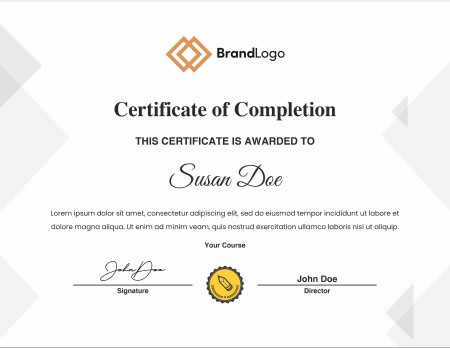 BrandLogo
Certificate of Completion
THIS CERTIFICATE IS AWARDED TO
Susan Doe
Lorem ipsum dolor sit amet, consectetur adipiscing elit, sed do eiusmod tempor incididunt ut labore et
dolore magna aliqua. Ut enim ad minim veam, quis nostrud exercitation ullamco laboris nisi ut aliquip.
Your Course
John Doe
Signature
John Doe
Director